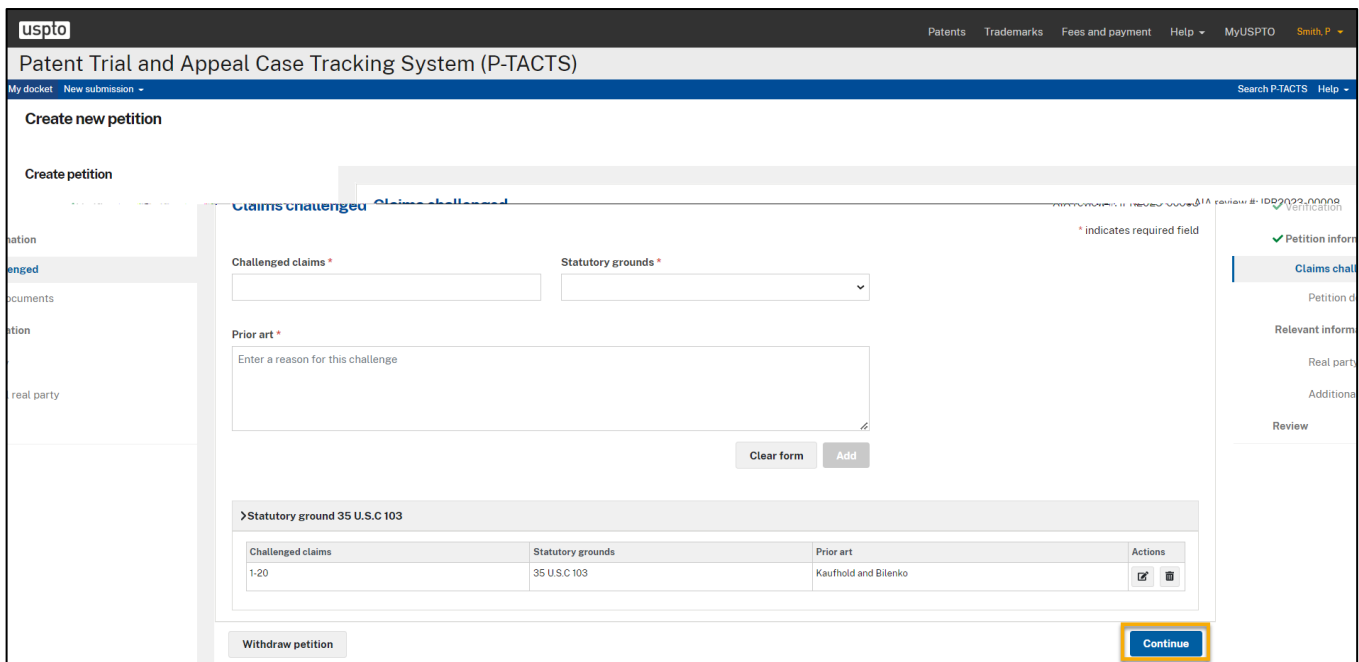 uspto
Patents Trademarks Fees and payment Help MyUSPTO Smith, P
Patent Trial and Appeal Case Tracking System (P-TACTS)
My docket New submission Search P-TACTS Help
Create new petition
Create petition
Claims challenged Claims challenged AIA review #: IPR2023-00008
Verification
* indicates required field
mation
Petition inform
Challenged claims * Statutory grounds *
enged
Claims chall
ocuments
Petition d
ation
Prior art *
Relevant informa
Enter a reason for this challenge
Real party
real party
Additiona
Review
Clear form Add
Statutory ground 35 U.S.C 103
Challenged claims Statutory grounds Prior art Actions
1-20 35 U.S.C 103 Kaufhold and Bilenko
Withdraw petition Continue